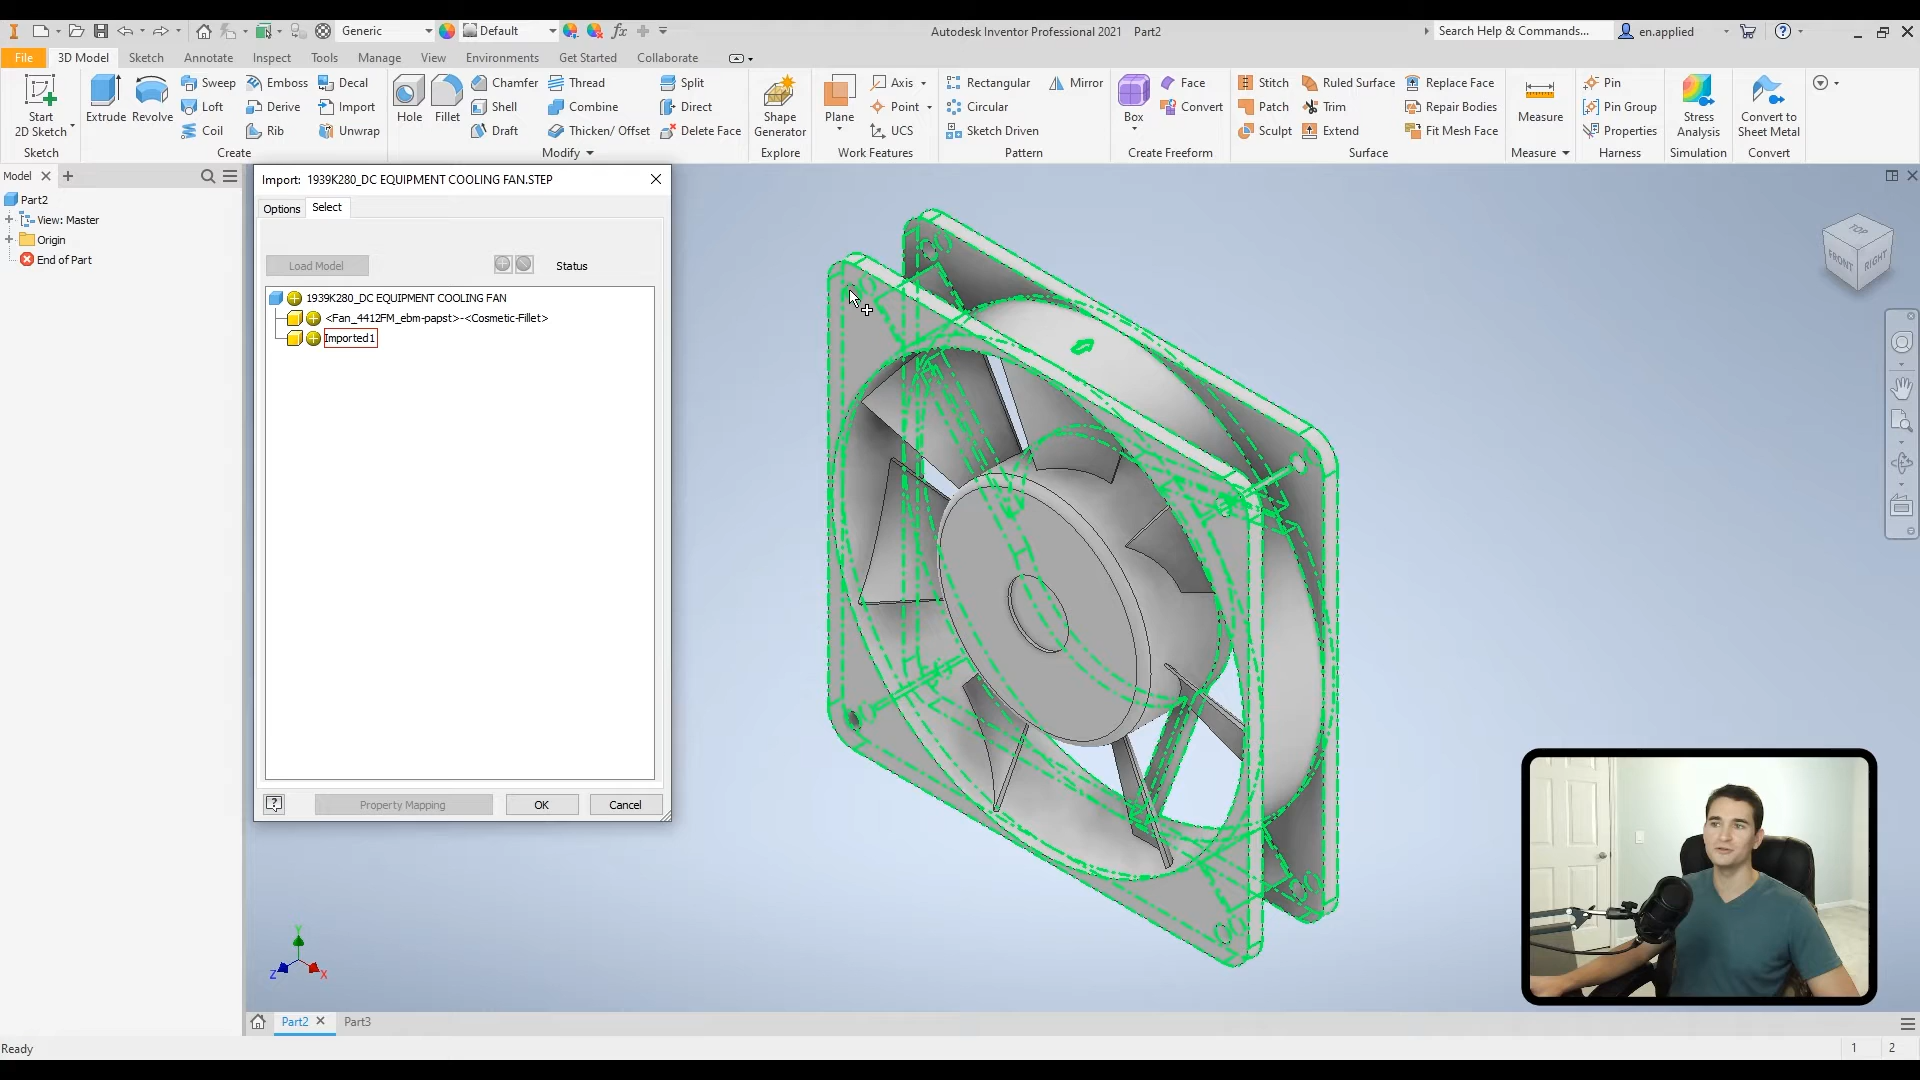 Generic
Default
Autodesk Inventor Professional 2021 Part2
Search Help & Commands...
en.applied
File
3D Model
Sketch
Annotate
Inspect
Tools
Manage
View
Environments
Get Started
Collaborate
Start
2D Sketch
Extrude
Revolve
Sweep
Loft
Coil
Emboss
Derive
Rib
Decal
Import
Unwrap
Hole
Fillet
Chamfer
Shell
Draft
Thread
Combine
Thicken/ Offset
Split
Direct
Delete Face
Shape
Generator
Plane
Axis
Point
UCS
Rectangular
Circular
Sketch Driven
Mirror
Box
Face
Convert
Stitch
Patch
Sculpt
Ruled Surface
Trim
Extend
Replace Face
Repair Bodies
Fit Mesh Face
Measure
Pin
Pin Group
Properties
Stress
Analysis
Convert to
Sheet Metal
Sketch
Create
Modify
Explore
Work Features
Pattern
Create Freeform
Surface
Measure
Harness
Simulation
Convert
Model
Part2
View: Master
Origin
End of Part
Import: 1939K280_DC EQUIPMENT COOLING FAN.STEP
Options
Select
Load Model
Status
1939K280_DC EQUIPMENT COOLING FAN
<Fan_4412FM_ebm-papst>-<Cosmetic-Fillet>
Imported1
Property Mapping
OK
Cancel
TOP
FRONT
RIGHT
Y
Z
X
Part2
Part3
Ready
1
2